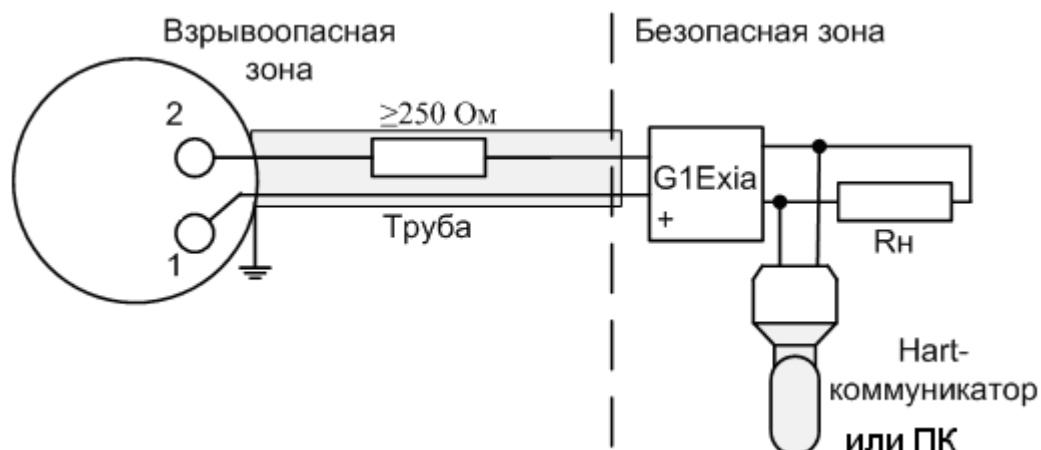 Взрывоопасная
зона
Безопасная зона
2
≥250 Ом
G1Exia
+
Труба
Rн
1
Hart-
коммуникатор
или ПК